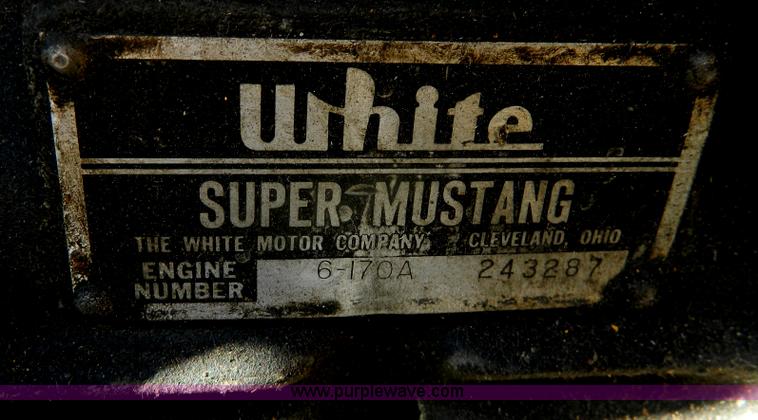 White
SUPER MUSTANG
THE WHITE MOTOR COMPANY CLEVELAND, OHIO
ENGINE NUMBER 6-170A 243287
www.purplewave.com